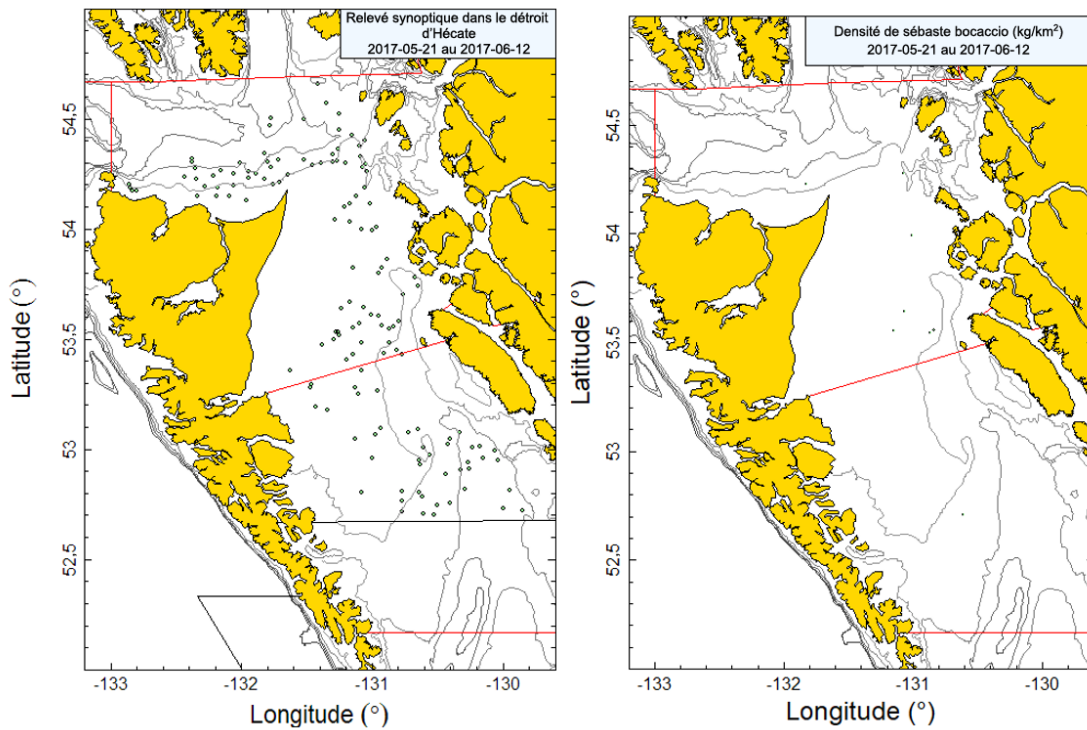 Relevé synoptique dans le détroit
d'Hécate
2017-05-21 au 2017-06-12
54,5
54
53,5
53
52,5
Latitude (°)
-133
-132
-131
-130
Longitude (°)
Densité de sébaste bocaccio (kg/km²)
2017-05-21 au 2017-06-12
54,5
54
53,5
53
52,5
Latitude (°)
-133
-132
-131
-130
Longitude (°)